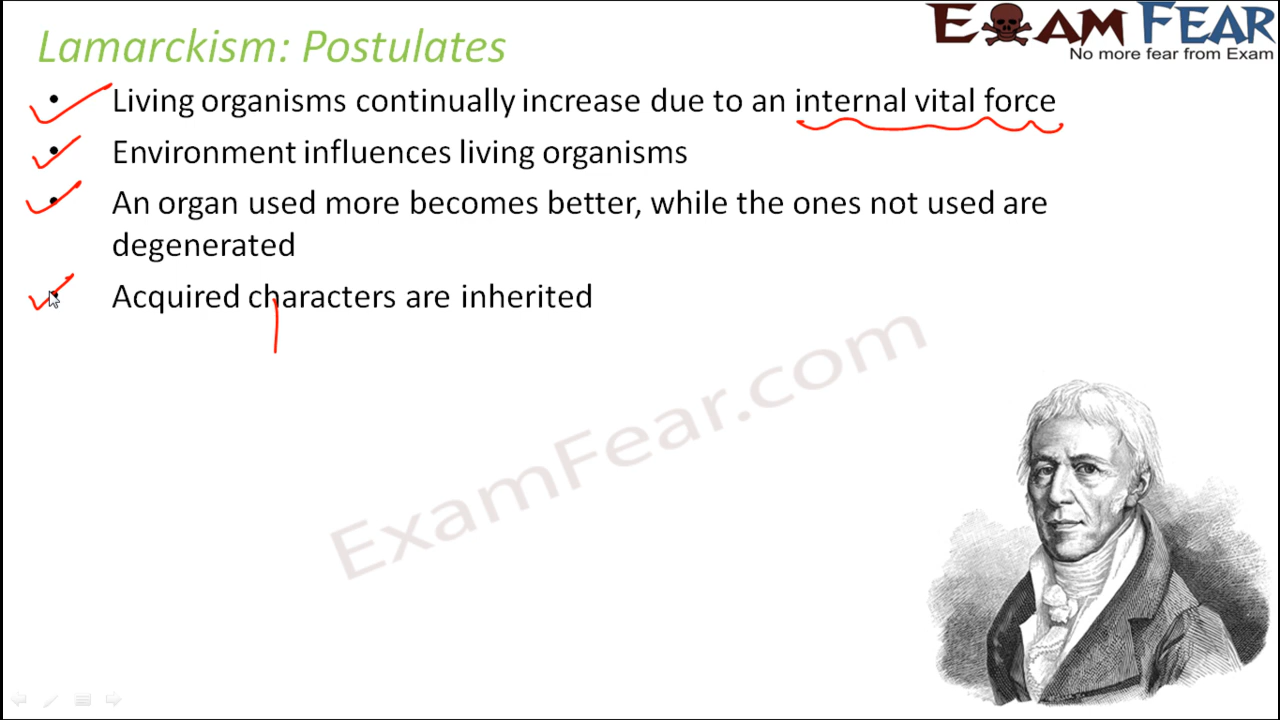 EXAM FEAR
No more fear from Exam
Lamarckism: Postulates
• Living organisms continually increase due to an internal vital force
• Environment influences living organisms
• An organ used more becomes better, while the ones not used are
degenerated
• Acquired characters are inherited
ExamFear.com